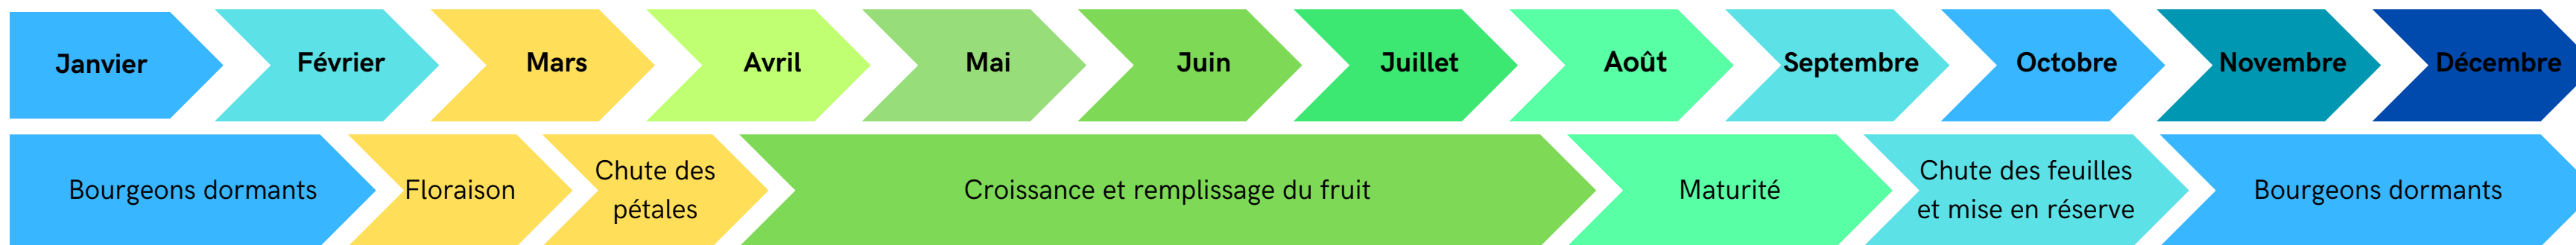 Janvier Février Mars Avril Mai Juin Juillet Août Septembre Octobre Novembre Décembre
Bourgeons dormants
Floraison
Chute des
pétales
Croissance et remplissage du fruit
Maturité
Chute des feuilles
et mise en réserve
Bourgeons dormants